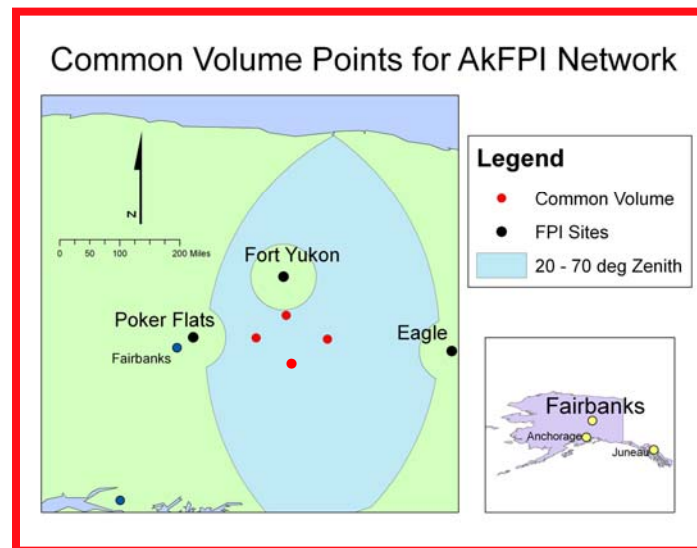 Common Volume Points for AkFPI Network
N
0 50 100 200 Miles
Fort Yukon
Poker Flats
Fairbanks
Eagle
Legend
Common Volume
FPI Sites
20 - 70 deg Zenith
Fairbanks
Anchorage
Juneau